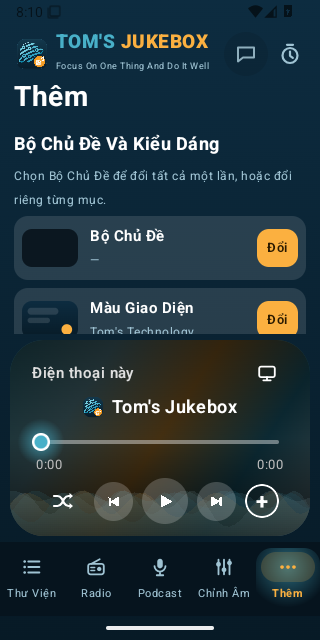 8:10
TOM'S JUKEBOX
Focus On One Thing And Do It Well
Thêm
Bộ Chủ Đề Và Kiểu Dáng
Chọn Bộ Chủ Đề để đổi tất cả một lần, hoặc đổi
riêng từng mục.
Bộ Chủ Đề
—
Đổi
Màu Giao Diện
Tom's Technology
Đổi
Điện thoại này
Tom's Jukebox
0:00
0:00
Thư Viện
Radio
Podcast
Chỉnh Âm
Thêm